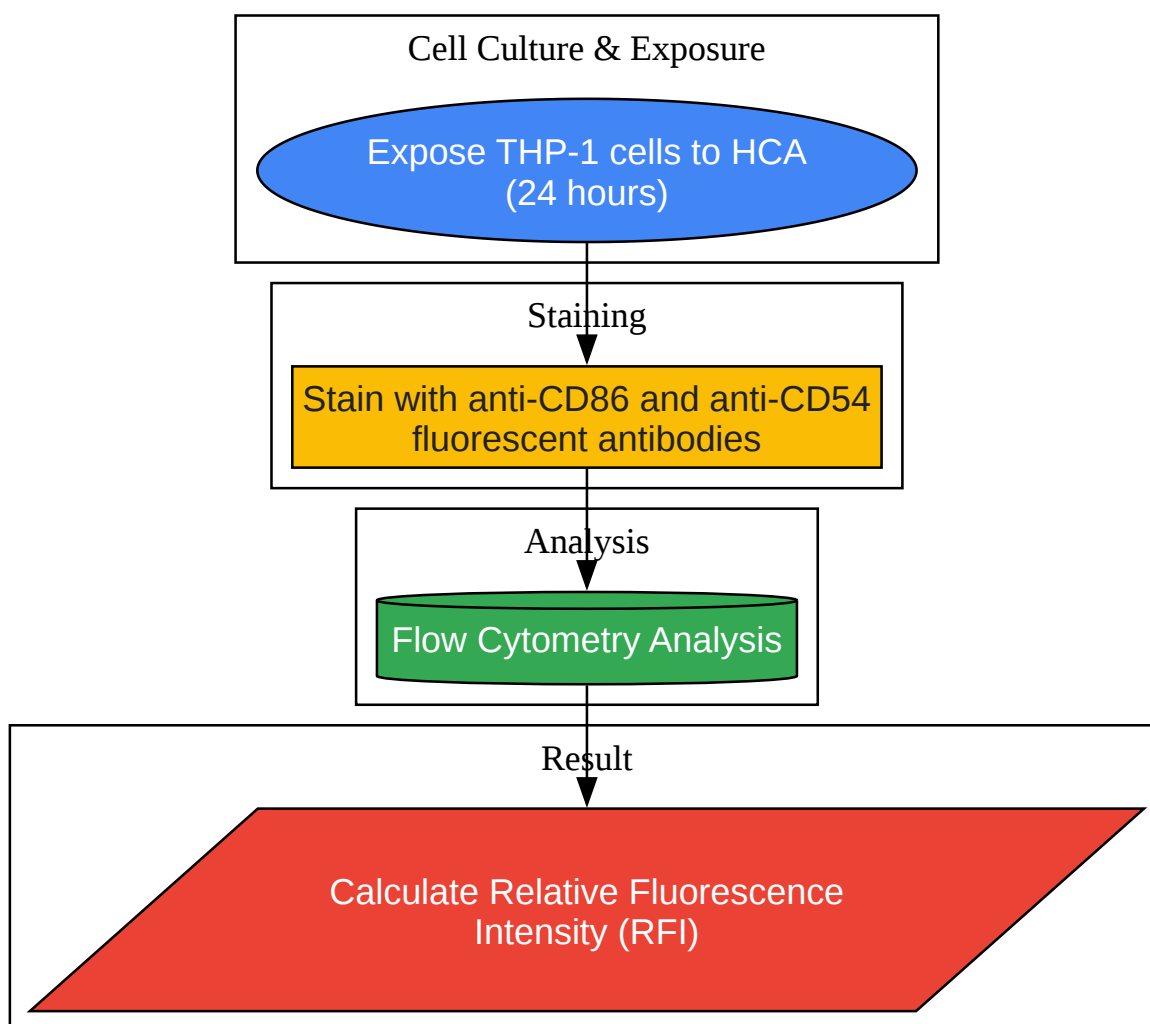 Cell Culture & Exposure
Expose THP-1 cells to HCA
(24 hours)
Staining
Stain with anti-CD86 and anti-CD54
fluorescent antibodies
Analysis
Flow Cytometry Analysis
Result
Calculate Relative Fluorescence
Intensity (RFI)